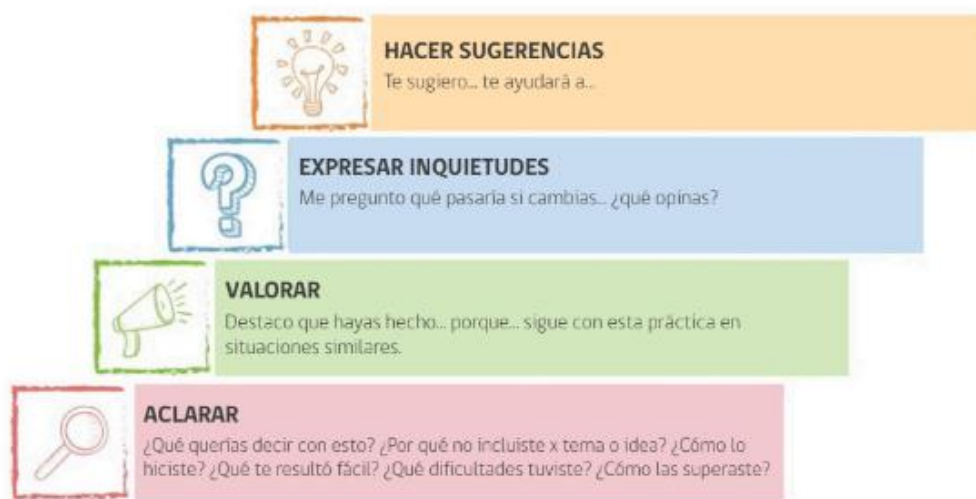 HACER SUGERENCIAS
Te sugiero... te ayudará a...
EXPRESAR INQUIETUDES
Me pregunto qué pasaría si cambias... ¿qué opinas?
VALORAR
Destaco que hayas hecho... porque... sigue con esta práctica en
situaciones similares.
ACLARAR
¿Qué querías decir con esto? ¿Por qué no incluiste x tema o idea? ¿Cómo lo
hiciste? ¿Qué te resultó fácil? ¿Qué dificultades tuviste? ¿Cómo las superaste?